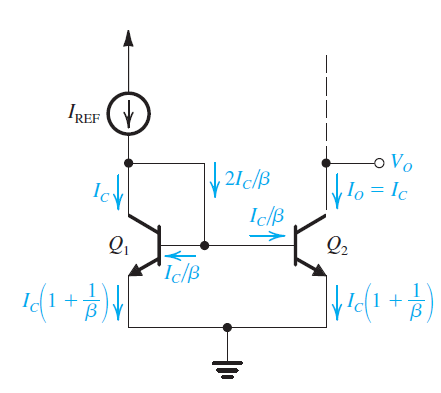 I_REF
V_O
I_C
2I_C/β
I_O = I_C
I_C/β
Q_1
Q_2
I_C/β
I_C(1 + 1/β)
I_C(1 + 1/β)